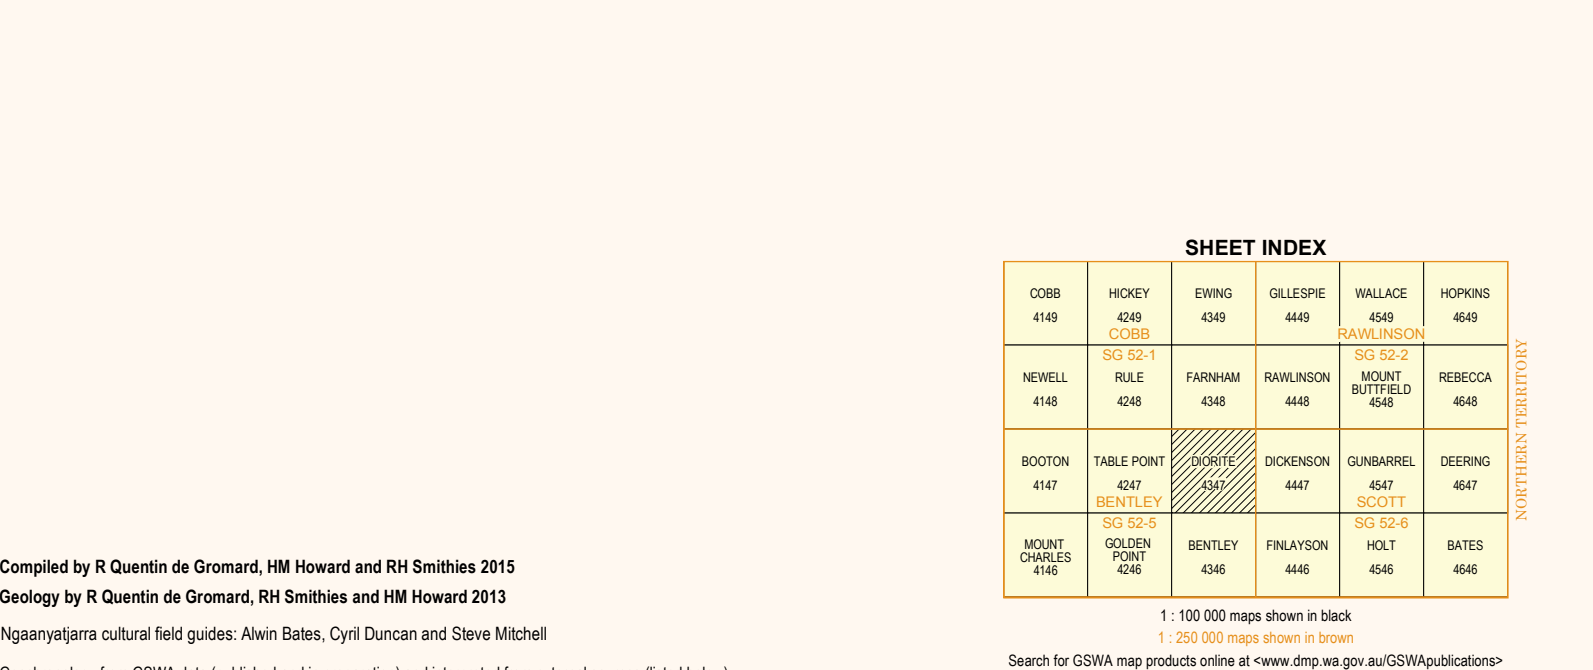 SHEET INDEX
COBB HICKEY EWING GILLESPIE WALLACE HOPKINS
4149 4249 4349 4449 4549 4649
COBB RAWLINSON
SG 52-1 SG 52-2
NEWELL RULE FARNHAM RAWLINSON MOUNT BUTTFIELD REBECCA
4148 4248 4348 4448 4548 4648
BOOTON TABLE POINT DIORITE DICKENSON GUNBARREL DEERING
4147 4247 4347 4447 4547 4647
BENTLEY SCOTT
SG 52-5 SG 52-6
MOUNT CHARLES GOLDEN POINT BENTLEY FINLAYSON HOLT BATES
4146 4246 4346 4446 4546 4646
NORTHERN TERRITORY
1 : 100 000 maps shown in black
1 : 250 000 maps shown in brown
Search for GSWA map products online at <www.dmp.wa.gov.au/GSWApublications>
Compiled by R Quentin de Gromard, HM Howard and RH Smithies 2015
Geology by R Quentin de Gromard, RH Smithies and HM Howard 2013
Ngaanyatjarra cultural field guides: Alwin Bates, Cyril Duncan and Steve Mitchell